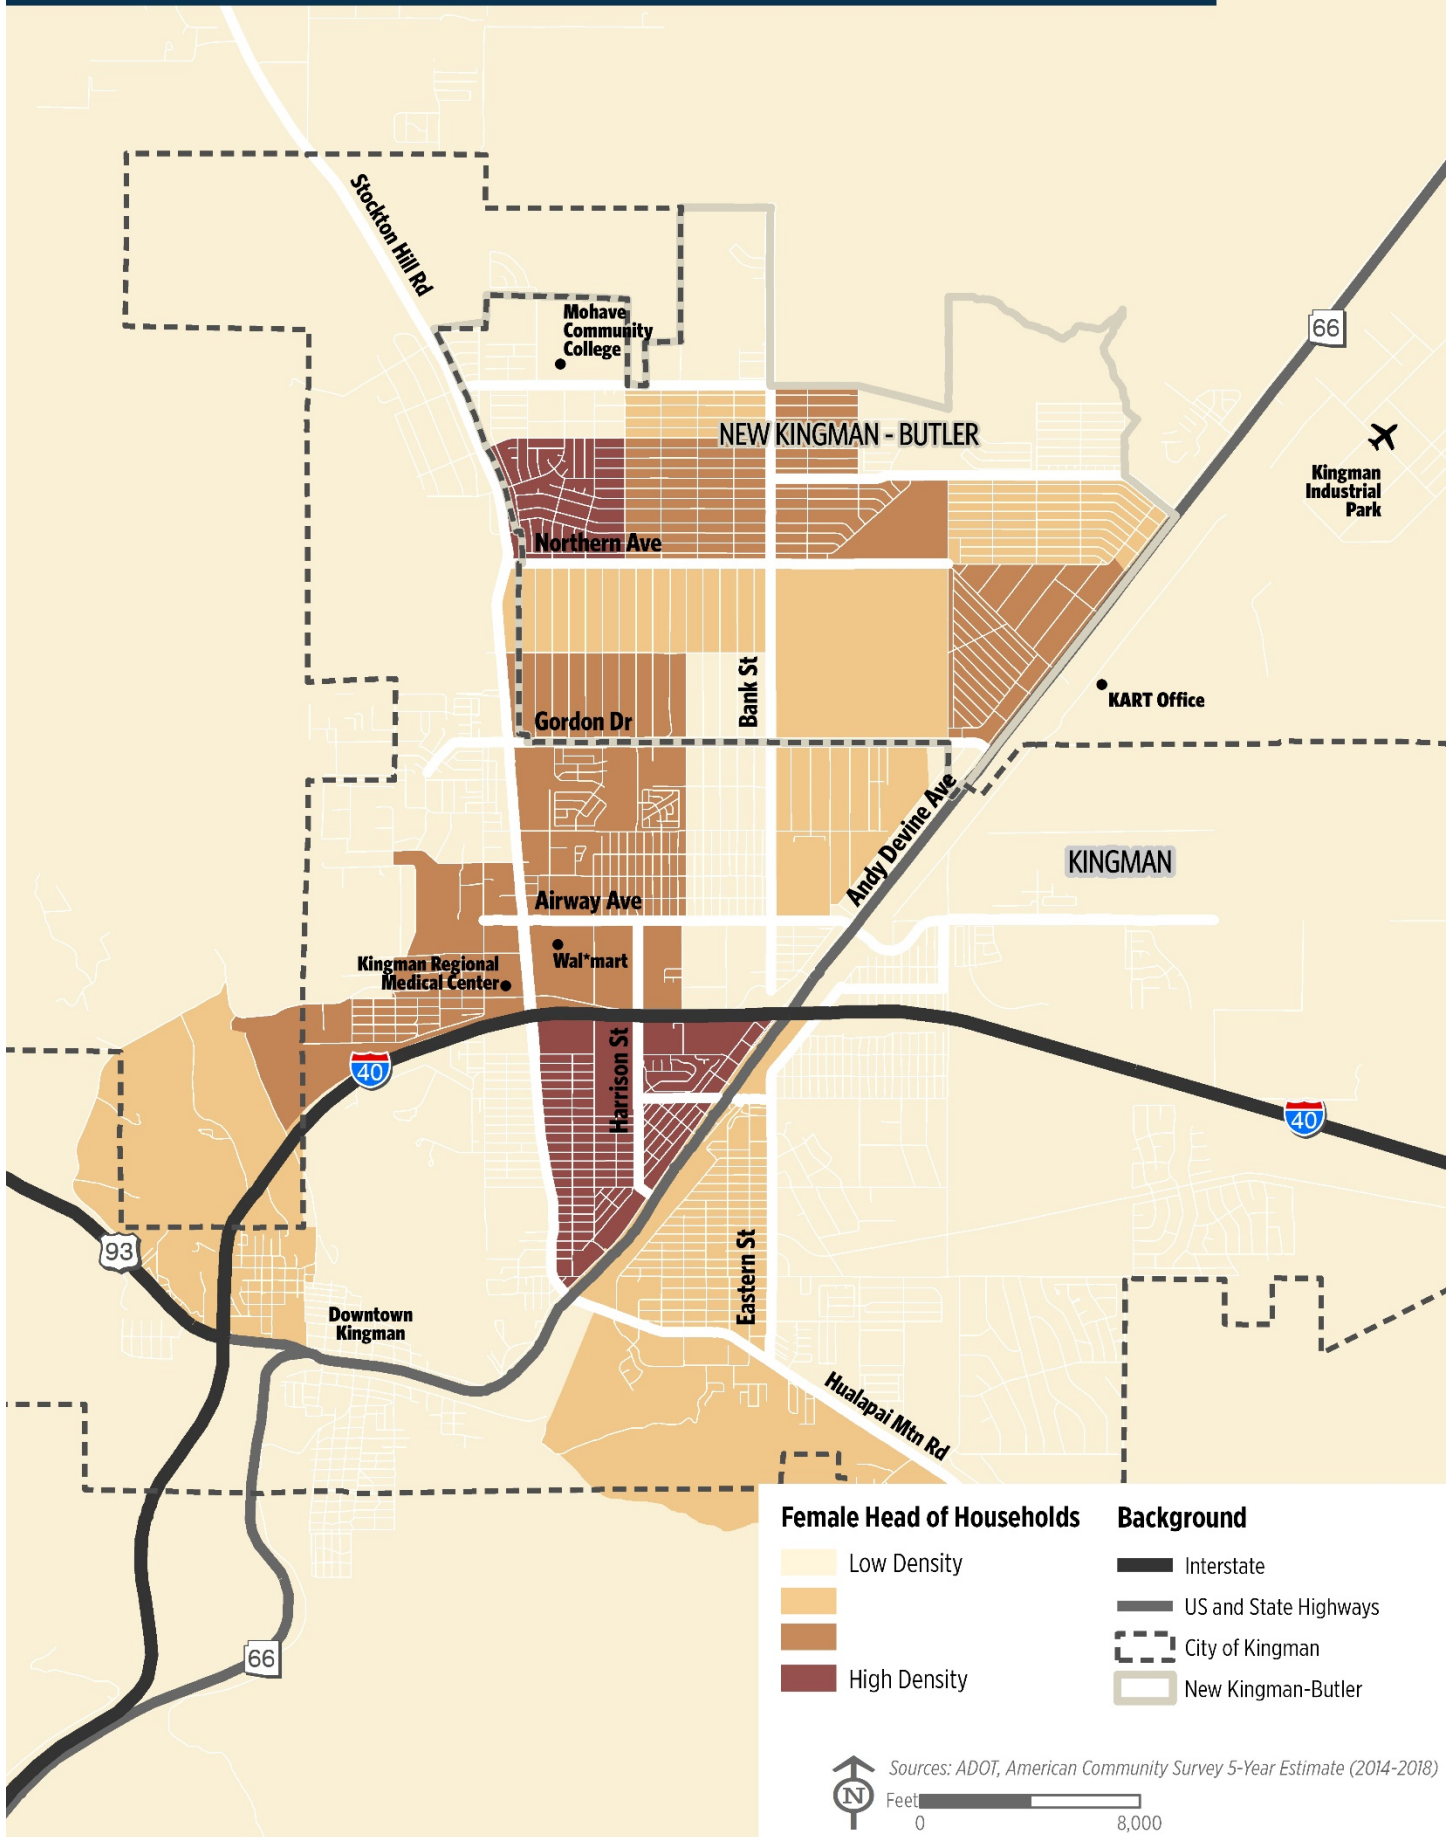 Stockton Hill Rd
Mohave
Community
College
66
NEW KINGMAN - BUTLER
Kingman
Industrial
Park
Northern Ave
Bank St
KART Office
Gordon Dr
Andy Devine Ave
KINGMAN
Airway Ave
Wal*mart
Kingman Regional
Medical Center
Harrison St
40
40
93
Eastern St
Downtown
Kingman
Hualapai Mtn Rd
66
Female Head of Households
Low Density
High Density
Background
Interstate
US and State Highways
City of Kingman
New Kingman-Butler
Sources: ADOT, American Community Survey 5-Year Estimate (2014-2018)
N
Feet
0
8,000